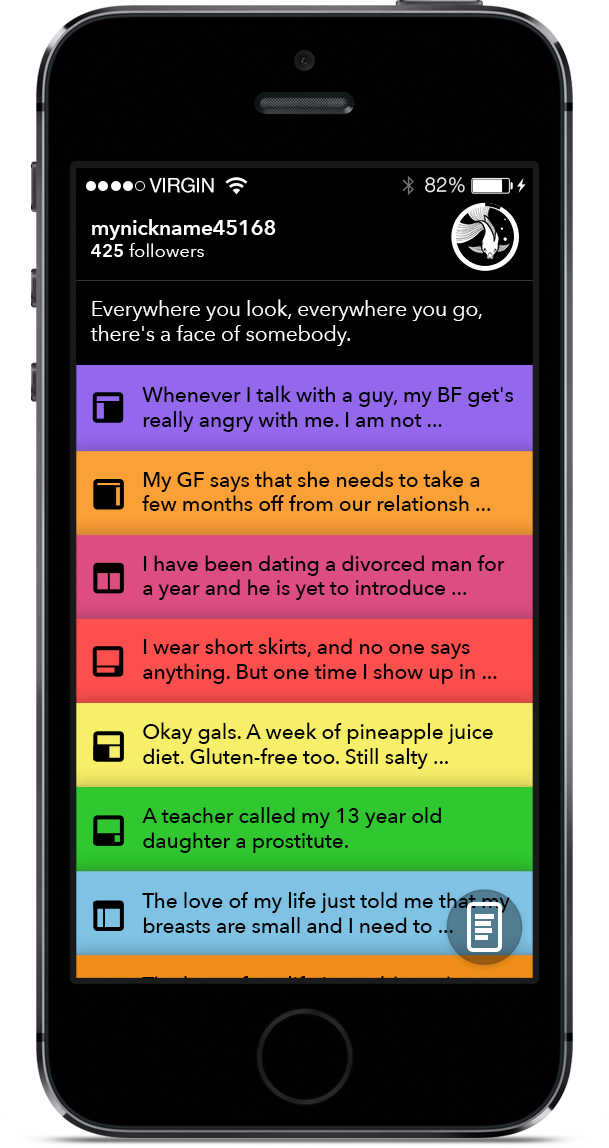 VIRGIN 82%
mynickname45168
425 followers
Everywhere you look, everywhere you go,
there's a face of somebody.
Whenever I talk with a guy, my BF get's
really angry with me. I am not ...
My GF says that she needs to take a
few months off from our relationsh ...
I have been dating a divorced man for
a year and he is yet to introduce ...
I wear short skirts, and no one says
anything. But one time I show up in ...
Okay gals. A week of pineapple juice
diet. Gluten-free too. Still salty ...
A teacher called my 13 year old
daughter a prostitute.
The love of my life just told me that my
breasts are small and I need to ...